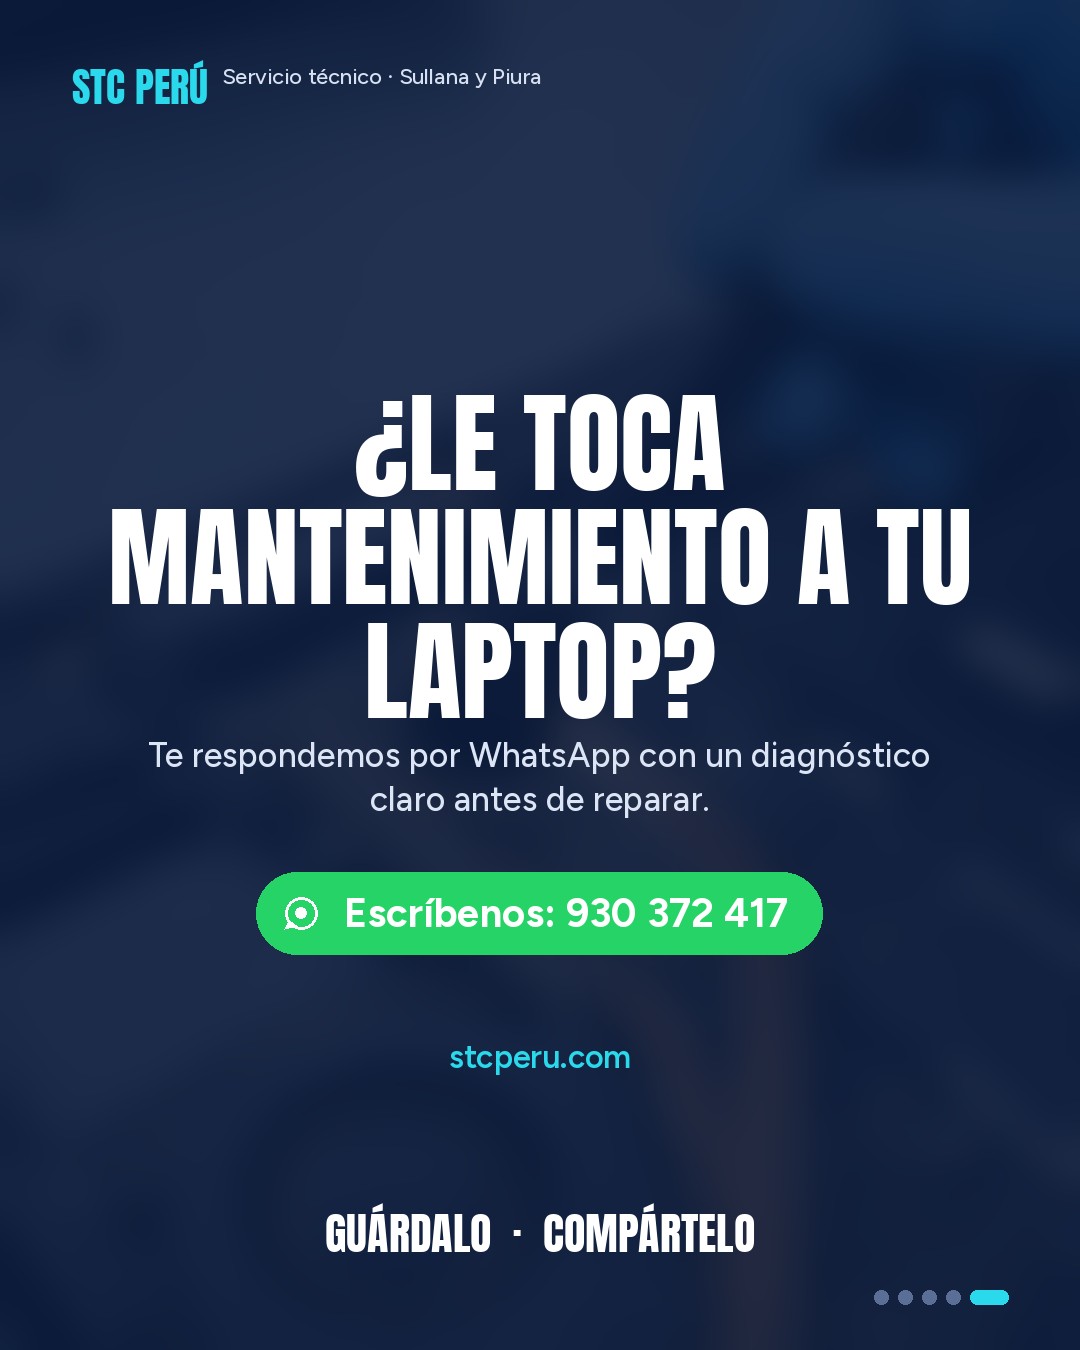 STC PERÚ Servicio técnico · Sullana y Piura
¿LE TOCA
MANTENIMIENTO A TU
LAPTOP?
Te respondemos por WhatsApp con un diagnóstico
claro antes de reparar.
Escríbenos: 930 372 417
stcperu.com
GUÁRDALO · COMPÁRTELO